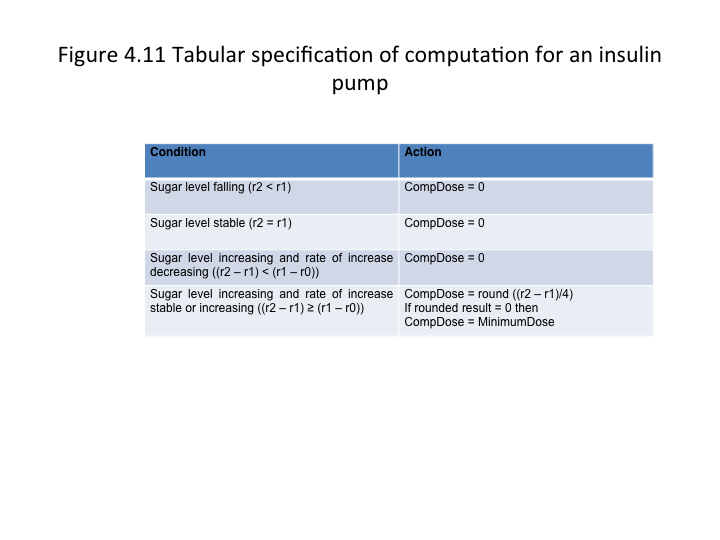 Figure 4.11 Tabular specification of computation for an insulin
pump
Condition
Action
Sugar level falling (r2 < r1)
CompDose = 0
Sugar level stable (r2 = r1)
CompDose = 0
Sugar level increasing and rate of increase
decreasing ((r2 – r1) < (r1 – r0))
CompDose = 0
Sugar level increasing and rate of increase
stable or increasing ((r2 – r1) ≥ (r1 – r0))
CompDose = round ((r2 – r1)/4)
If rounded result = 0 then
CompDose = MinimumDose